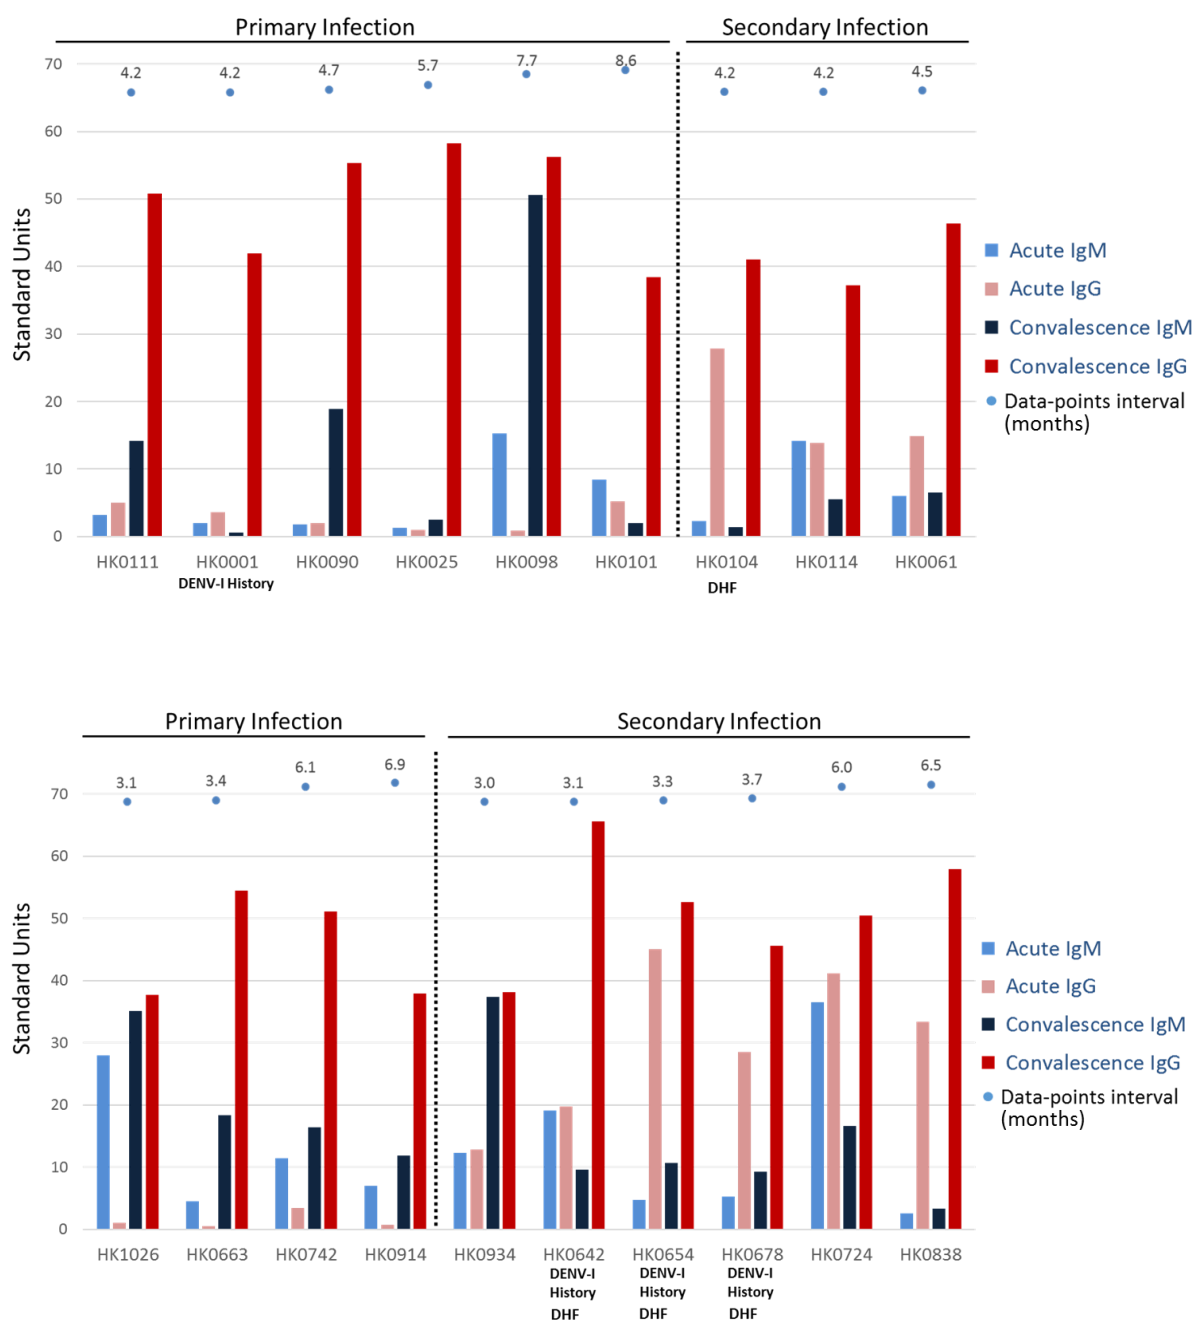 Primary Infection
Secondary Infection
70
4.2
4.2
4.7
5.7
7.7
8.6
4.2
4.2
4.5
60
50
40
30
20
10
0
Standard Units
Acute IgM
Acute IgG
Convalescence IgM
Convalescence IgG
Data-points interval
(months)
HK0111
HK0001
HK0090
HK0025
HK0098
HK0101
HK0104
HK0114
HK0061
DENV-I History
DHF
Primary Infection
Secondary Infection
3.1
3.4
6.1
6.9
3.0
3.1
3.3
3.7
6.0
6.5
70
60
50
40
30
20
10
0
Standard Units
Acute IgM
Acute IgG
Convalescence IgM
Convalescence IgG
Data-points interval
(months)
HK1026
HK0663
HK0742
HK0914
HK0934
HK0642
HK0654
HK0678
HK0724
HK0838
DENV-I
History
DHF
DENV-I
History
DHF
DENV-I
History
DHF